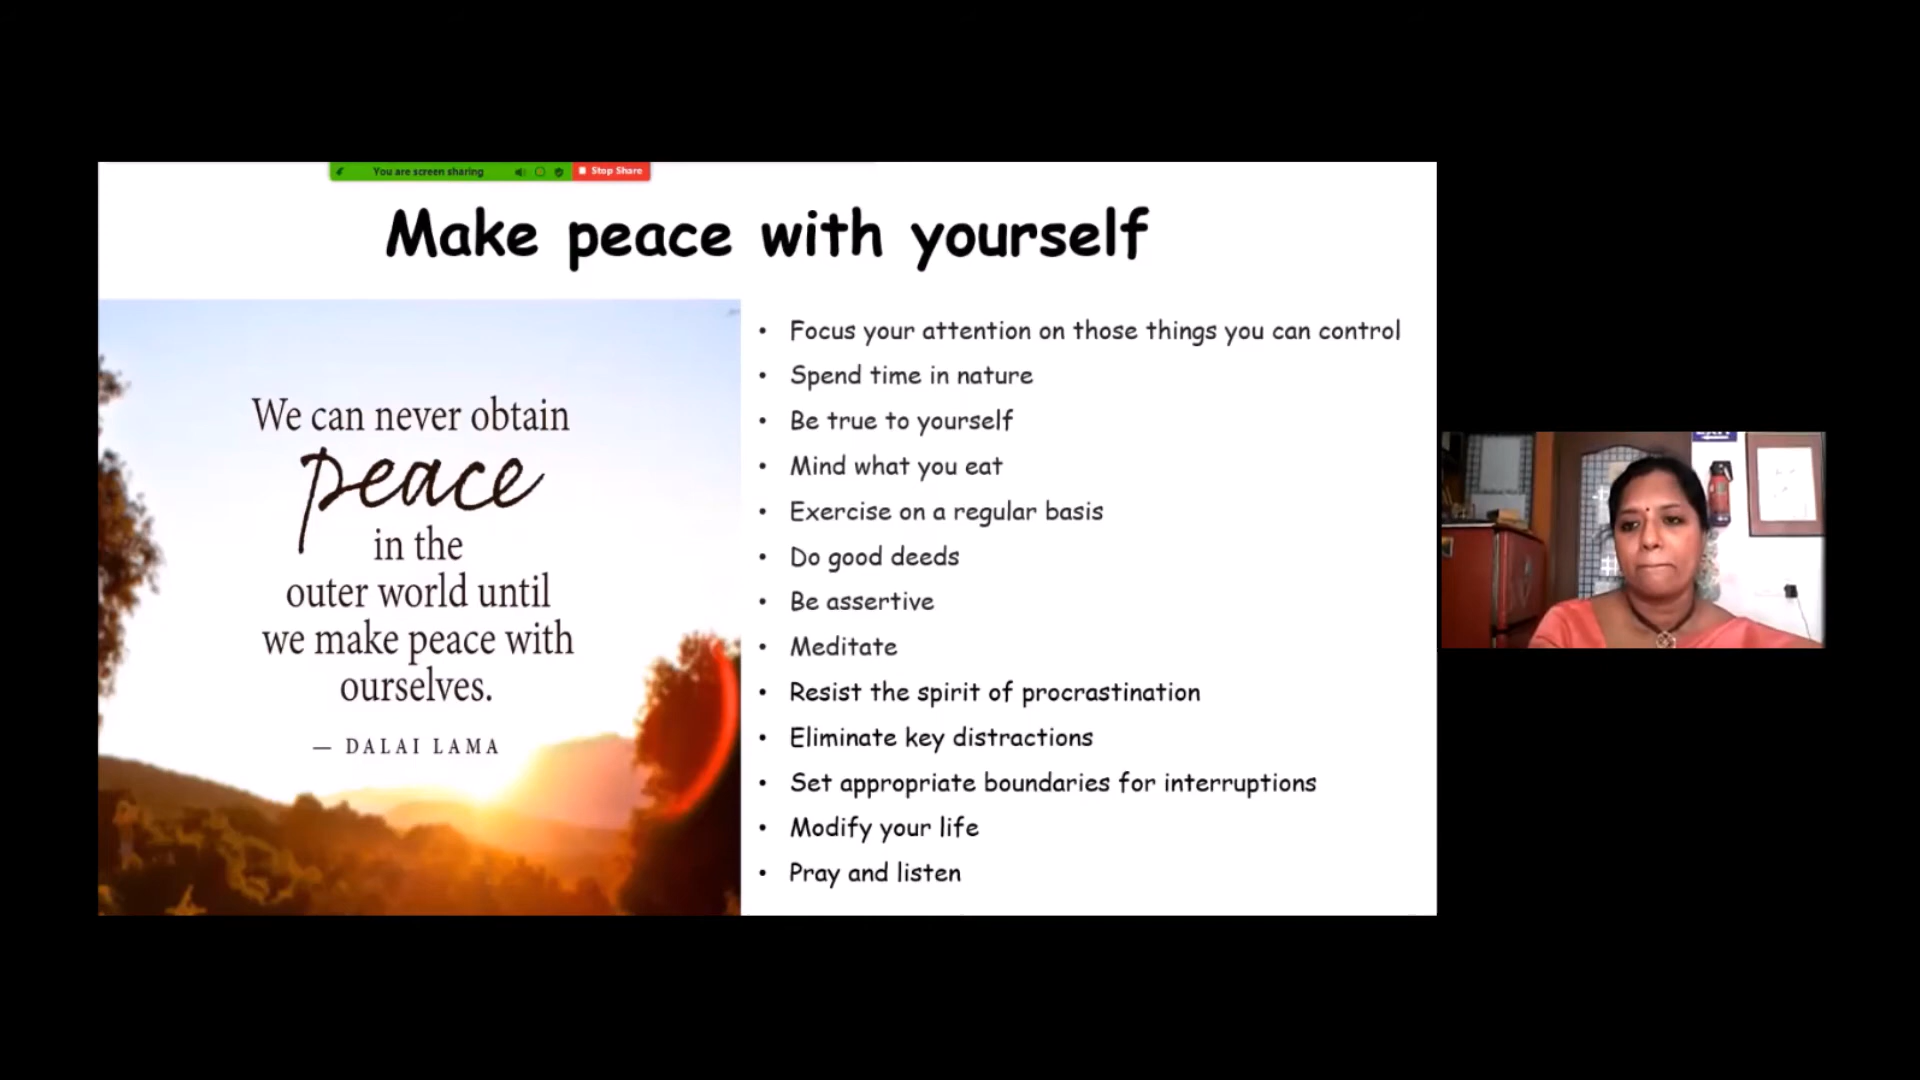 You are screen sharing
Stop Share
Make peace with yourself
We can never obtain
peace
in the
outer world until
we make peace with
ourselves.
— DALAI LAMA
• Focus your attention on those things you can control
• Spend time in nature
• Be true to yourself
• Mind what you eat
• Exercise on a regular basis
• Do good deeds
• Be assertive
• Meditate
• Resist the spirit of procrastination
• Eliminate key distractions
• Set appropriate boundaries for interruptions
• Modify your life
• Pray and listen